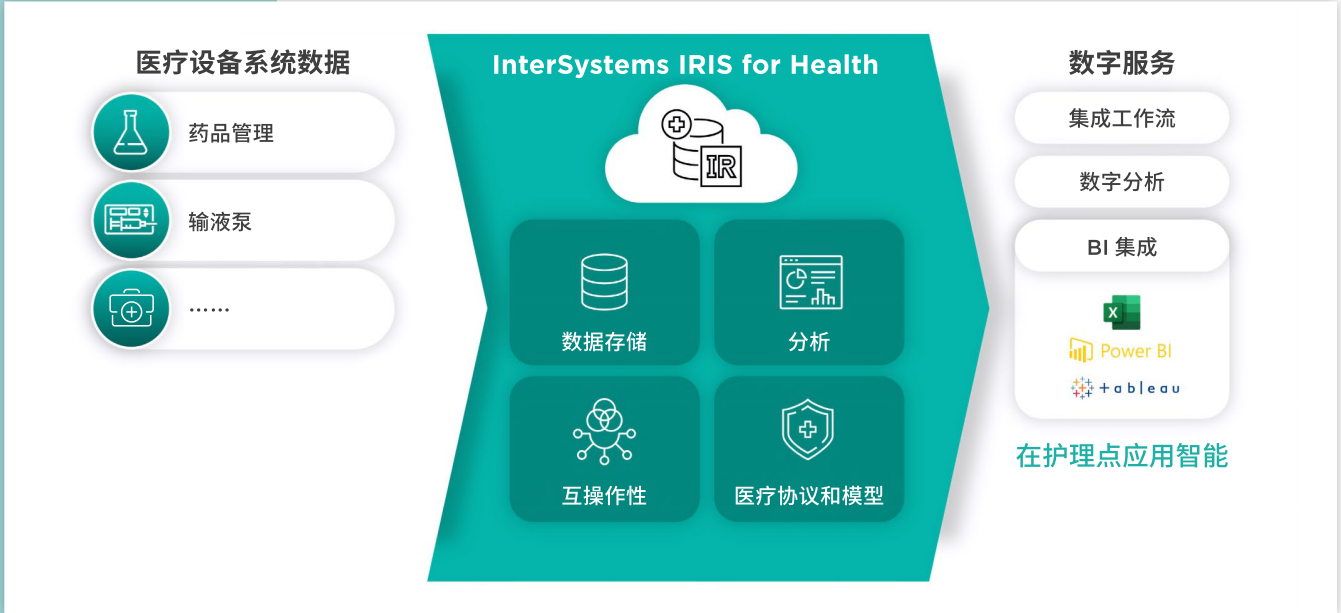 医疗设备系统数据
药品管理
输液泵
……
InterSystems IRIS for Health
IR
数据存储
分析
互操作性
医疗协议和模型
数字服务
集成工作流
数字分析
BI 集成
X
Power BI
+ableau
在护理点应用智能